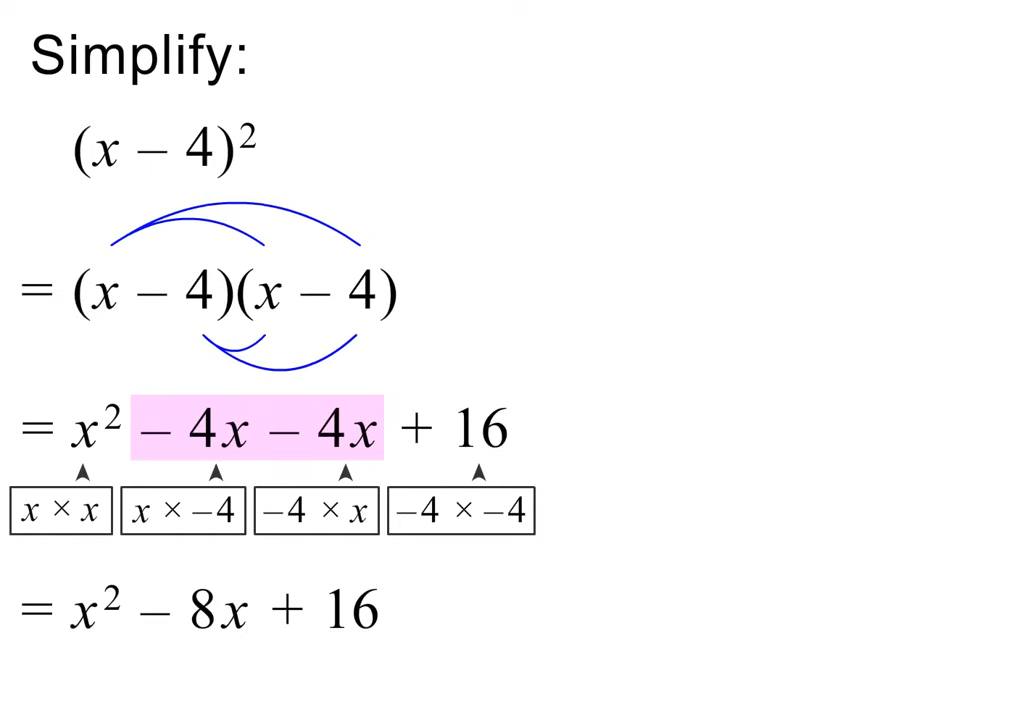 Simplify:
(x – 4)²
= (x – 4)(x – 4)
= x² – 4x – 4x + 16
x × x x × –4 –4 × x –4 × –4
= x² – 8x + 16